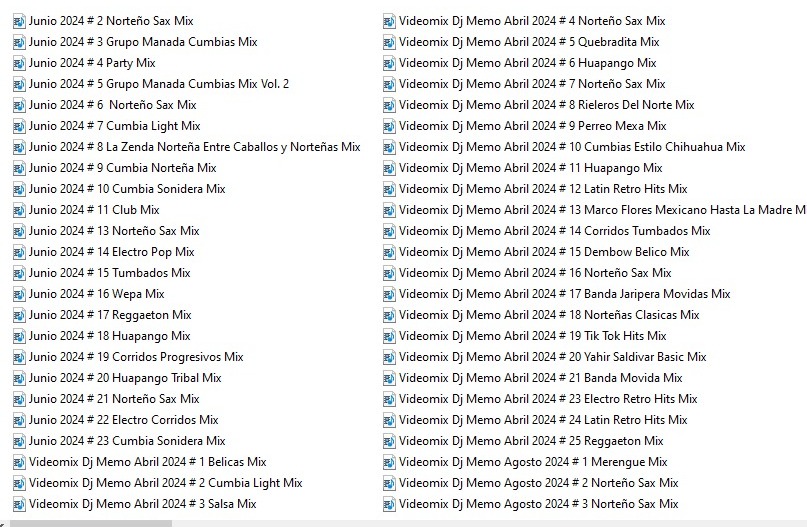 Junio 2024 # 2 Norteño Sax Mix
Junio 2024 # 3 Grupo Manada Cumbias Mix
Junio 2024 # 4 Party Mix
Junio 2024 # 5 Grupo Manada Cumbias Mix Vol. 2
Junio 2024 # 6  Norteño Sax Mix
Junio 2024 # 7 Cumbia Light Mix
Junio 2024 # 8 La Zenda Norteña Entre Caballos y Norteñas Mix
Junio 2024 # 9 Cumbia Norteña Mix
Junio 2024 # 10 Cumbia Sonidera Mix
Junio 2024 # 11 Club Mix
Junio 2024 # 13 Norteño Sax Mix
Junio 2024 # 14 Electro Pop Mix
Junio 2024 # 15 Tumbados Mix
Junio 2024 # 16 Wepa Mix
Junio 2024 # 17 Reggaeton Mix
Junio 2024 # 18 Huapango Mix
Junio 2024 # 19 Corridos Progresivos Mix
Junio 2024 # 20 Huapango Tribal Mix
Junio 2024 # 21 Norteño Sax Mix
Junio 2024 # 22 Electro Corridos Mix
Junio 2024 # 23 Cumbia Sonidera Mix
Videomix Dj Memo Abril 2024 # 1 Belicas Mix
Videomix Dj Memo Abril 2024 # 2 Cumbia Light Mix
Videomix Dj Memo Abril 2024 # 3 Salsa Mix
Videomix Dj Memo Abril 2024 # 4 Norteño Sax Mix
Videomix Dj Memo Abril 2024 # 5 Quebradita Mix
Videomix Dj Memo Abril 2024 # 6 Huapango Mix
Videomix Dj Memo Abril 2024 # 7 Norteño Sax Mix
Videomix Dj Memo Abril 2024 # 8 Rieleros Del Norte Mix
Videomix Dj Memo Abril 2024 # 9 Perreo Mexa Mix
Videomix Dj Memo Abril 2024 # 10 Cumbias Estilo Chihuahua Mix
Videomix Dj Memo Abril 2024 # 11 Huapango Mix
Videomix Dj Memo Abril 2024 # 12 Latin Retro Hits Mix
Videomix Dj Memo Abril 2024 # 13 Marco Flores Mexicano Hasta La Madre M
Videomix Dj Memo Abril 2024 # 14 Corridos Tumbados Mix
Videomix Dj Memo Abril 2024 # 15 Dembow Belico Mix
Videomix Dj Memo Abril 2024 # 16 Norteño Sax Mix
Videomix Dj Memo Abril 2024 # 17 Banda Jaripera Movidas Mix
Videomix Dj Memo Abril 2024 # 18 Norteñas Clasicas Mix
Videomix Dj Memo Abril 2024 # 19 Tik Tok Hits Mix
Videomix Dj Memo Abril 2024 # 20 Yahir Saldivar Basic Mix
Videomix Dj Memo Abril 2024 # 21 Banda Movida Mix
Videomix Dj Memo Abril 2024 # 23 Electro Retro Hits Mix
Videomix Dj Memo Abril 2024 # 24 Latin Retro Hits Mix
Videomix Dj Memo Abril 2024 # 25 Reggaeton Mix
Videomix Dj Memo Agosto 2024 # 1 Merengue Mix
Videomix Dj Memo Agosto 2024 # 2 Norteño Sax Mix
Videomix Dj Memo Agosto 2024 # 3 Norteño Sax Mix